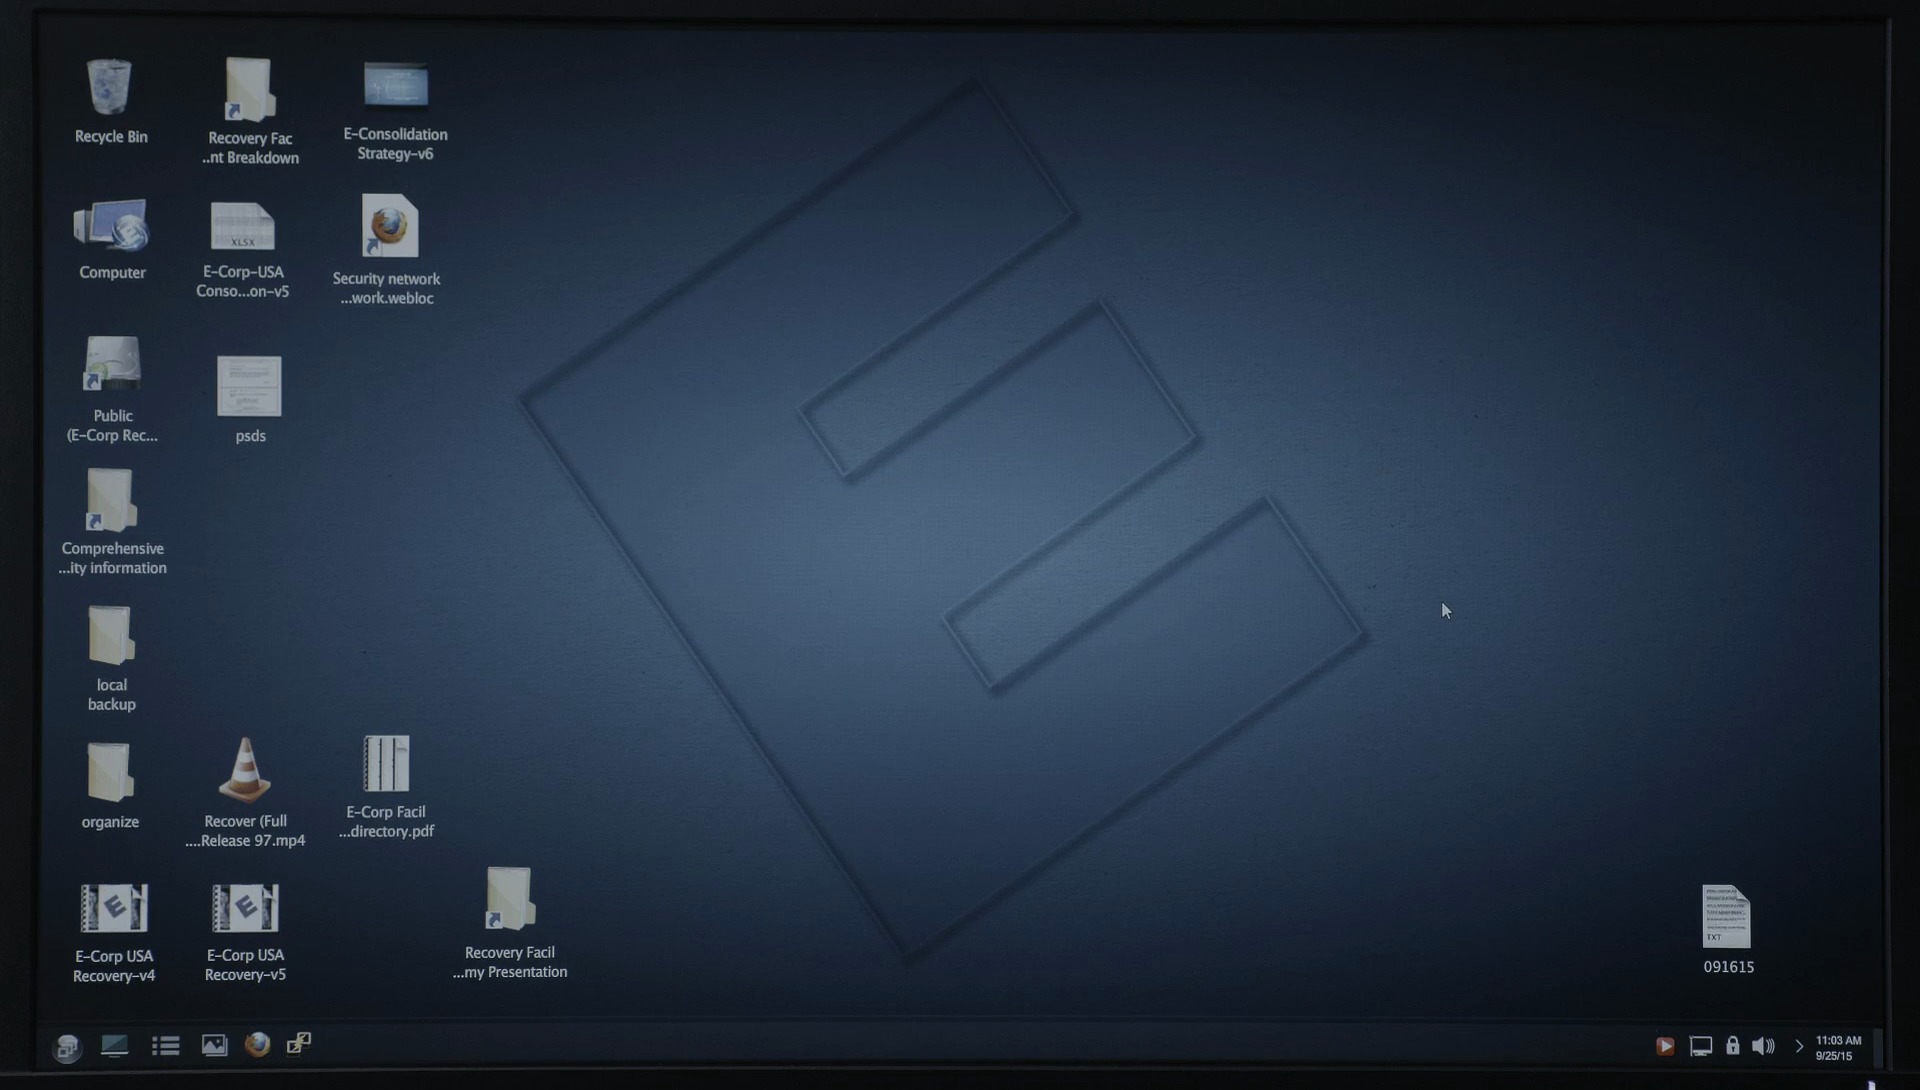 Recycle Bin
Recovery Fac
..nt Breakdown
E-Consolidation
Strategy-v6
Computer
XLSX
E-Corp-USA
Conso...on-v5
Security network
...work.webloc
Public
(E-Corp Rec...
psds
Comprehensive
...ity information
local
backup
organize
Recover (Full
....Release 97.mp4
E-Corp Facil
...directory.pdf
E
E-Corp USA
Recovery-v4
E
E-Corp USA
Recovery-v5
Recovery Facil
...my Presentation
TXT
091615
11:03 AM
9/25/15